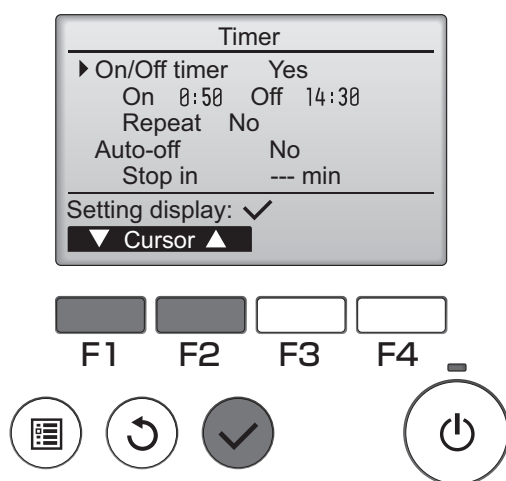 Timer
On/Off timer Yes
On 0:50 Off 14:30
Repeat No
Auto-off No
Stop in --- min
Setting display: ✓
▼ Cursor ▲
F1 F2 F3 F4